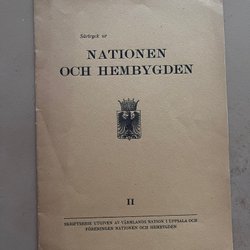 Särtryck ur
NATIONEN
OCH HEMBYGDEN
II
SKRIFTSERIE UTGIVEN AV VÄRMLANDS NATION I UPPSALA OCH
FÖRENINGEN NATIONEN OCH HEMBYGDEN